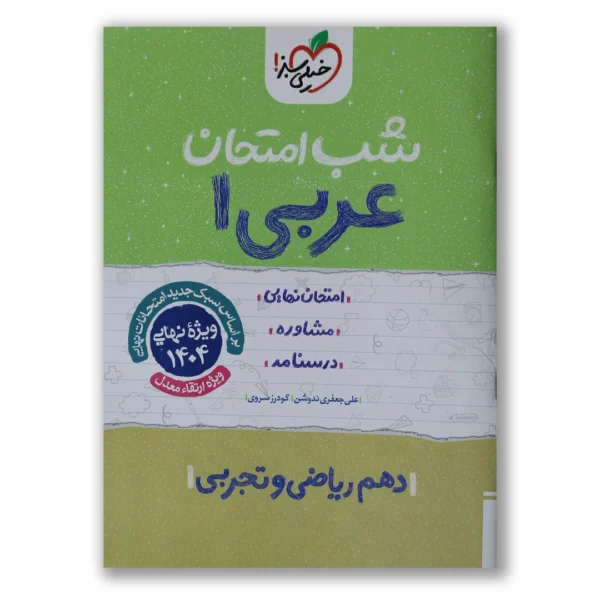 خیلی سبز!
شب امتحان
عربی ۱
امتحان نهایی
مشاوره
درسنامه
علی جعفری ندوشن | گودرز سروی
بر اساس سبک جدید امتحانات نهایی
ویژهٔ نهایی
۱۴۰۴
ویژه ارتقاء معدل
دهم ریاضی و تجربی